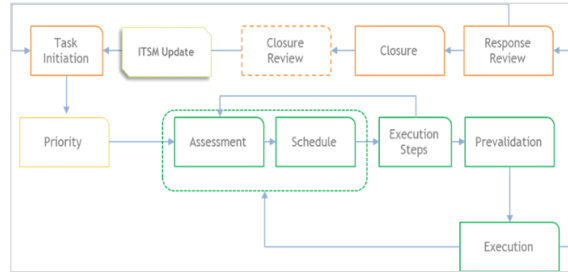 Task
Initiation
ITSM Update
Closure
Review
Closure
Response
Review
Priority
Assessment
Schedule
Execution
Steps
Prevalidation
Execution